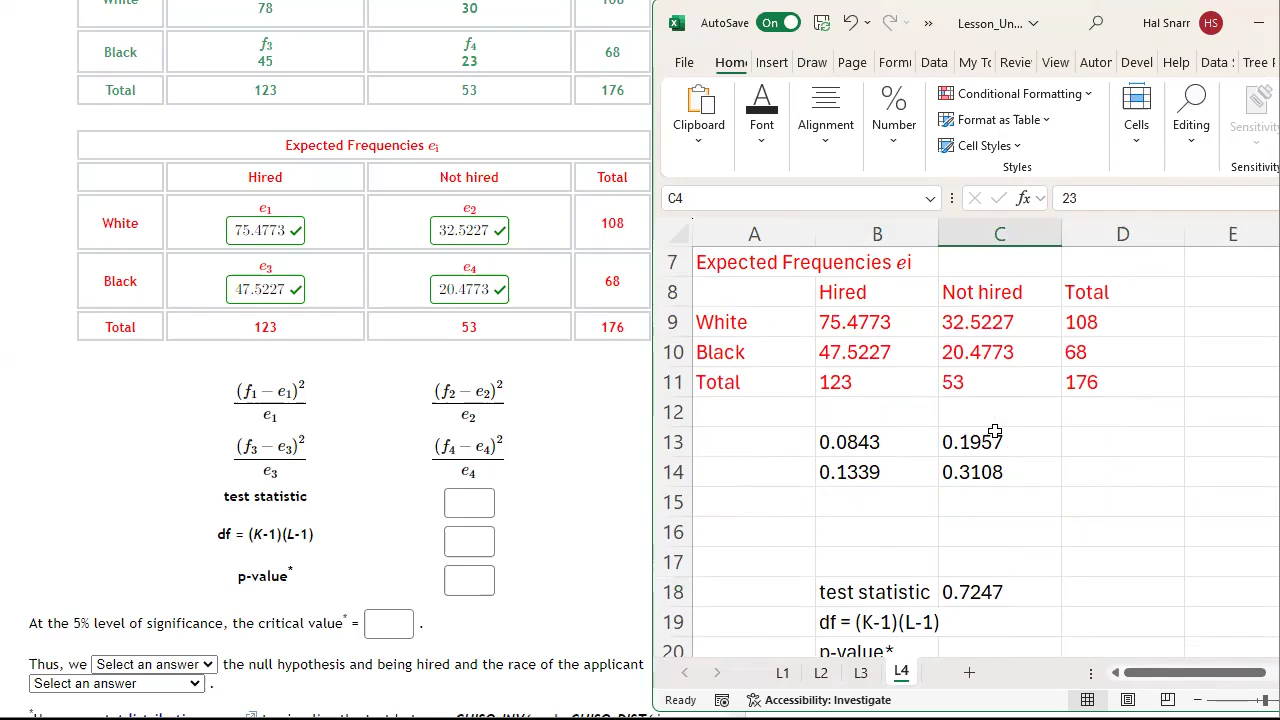 White 78 30 108
f3 f4
Black 45 23 68
Total 123 53 176
Expected Frequencies ei
Hired Not hired Total
e1 e2
White 75.4773 32.5227 108
e3 e4
Black 47.5227 20.4773 68
Total 123 53 176
(f1 − e1)²
e1
(f2 − e2)²
e2
(f3 − e3)²
e3
(f4 − e4)²
e4
test statistic
df = (K-1)(L-1)
p-value*
At the 5% level of significance, the critical value* = .
Thus, we Select an answer the null hypothesis and being hired and the race of the applicant
Select an answer .
AutoSave On Lesson_Un... Hal Snarr HS
File Home Insert Draw Page Formu Data My To Revie View Autor Devel Help Data : Tree P
Clipboard
Font
Alignment
Number
Conditional Formatting
Format as Table
Cell Styles
Styles
Cells
Editing
Sensitivity
Sensitivity
C4 fx 23
A B C D E
7 Expected Frequencies ei
8 Hired Not hired Total
9 White 75.4773 32.5227 108
10 Black 47.5227 20.4773 68
11 Total 123 53 176
12
13 0.0843 0.1957
14 0.1339 0.3108
15
16
17
18 test statistic 0.7247
19 df = (K-1)(L-1)
20 p-value*
L1 L2 L3 L4
Ready Accessibility: Investigate